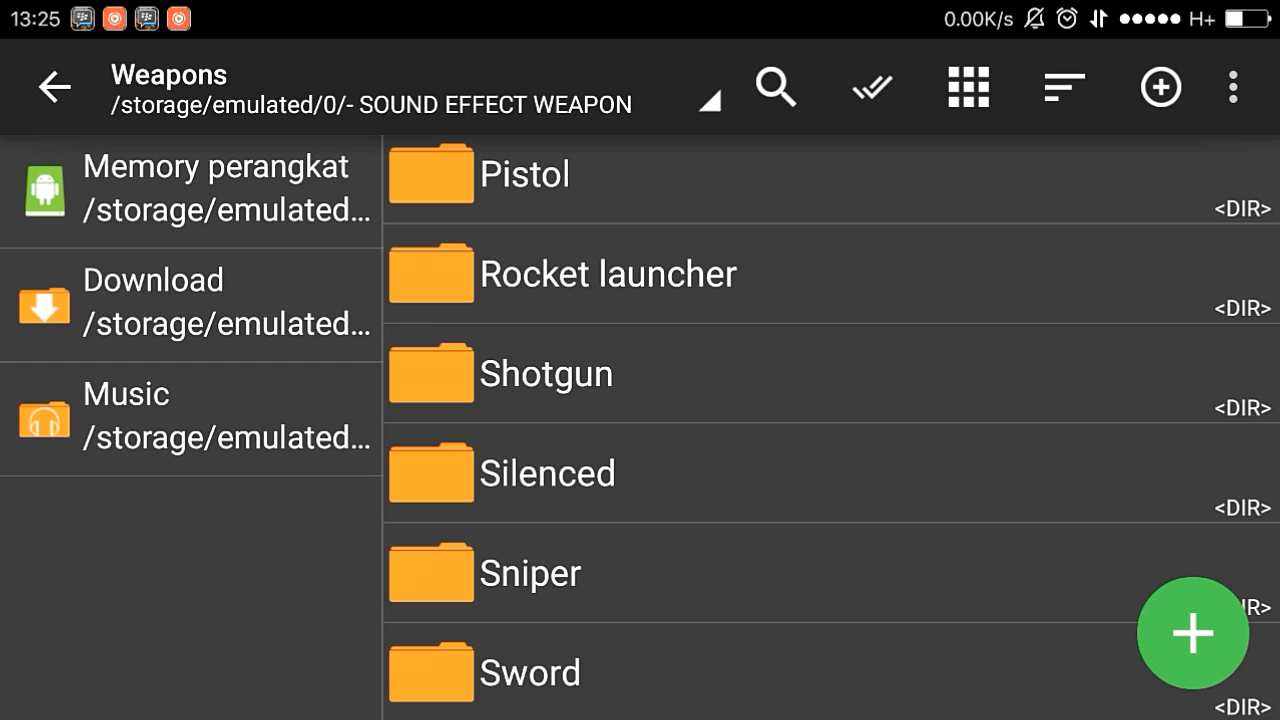 13:25
0.00K/s
H+
Weapons
/storage/emulated/0/- SOUND EFFECT WEAPON
Memory perangkat
/storage/emulated...
Download
/storage/emulated...
Music
/storage/emulated...
Pistol
<DIR>
Rocket launcher
<DIR>
Shotgun
<DIR>
Silenced
<DIR>
Sniper
IR>
Sword
<DIR>